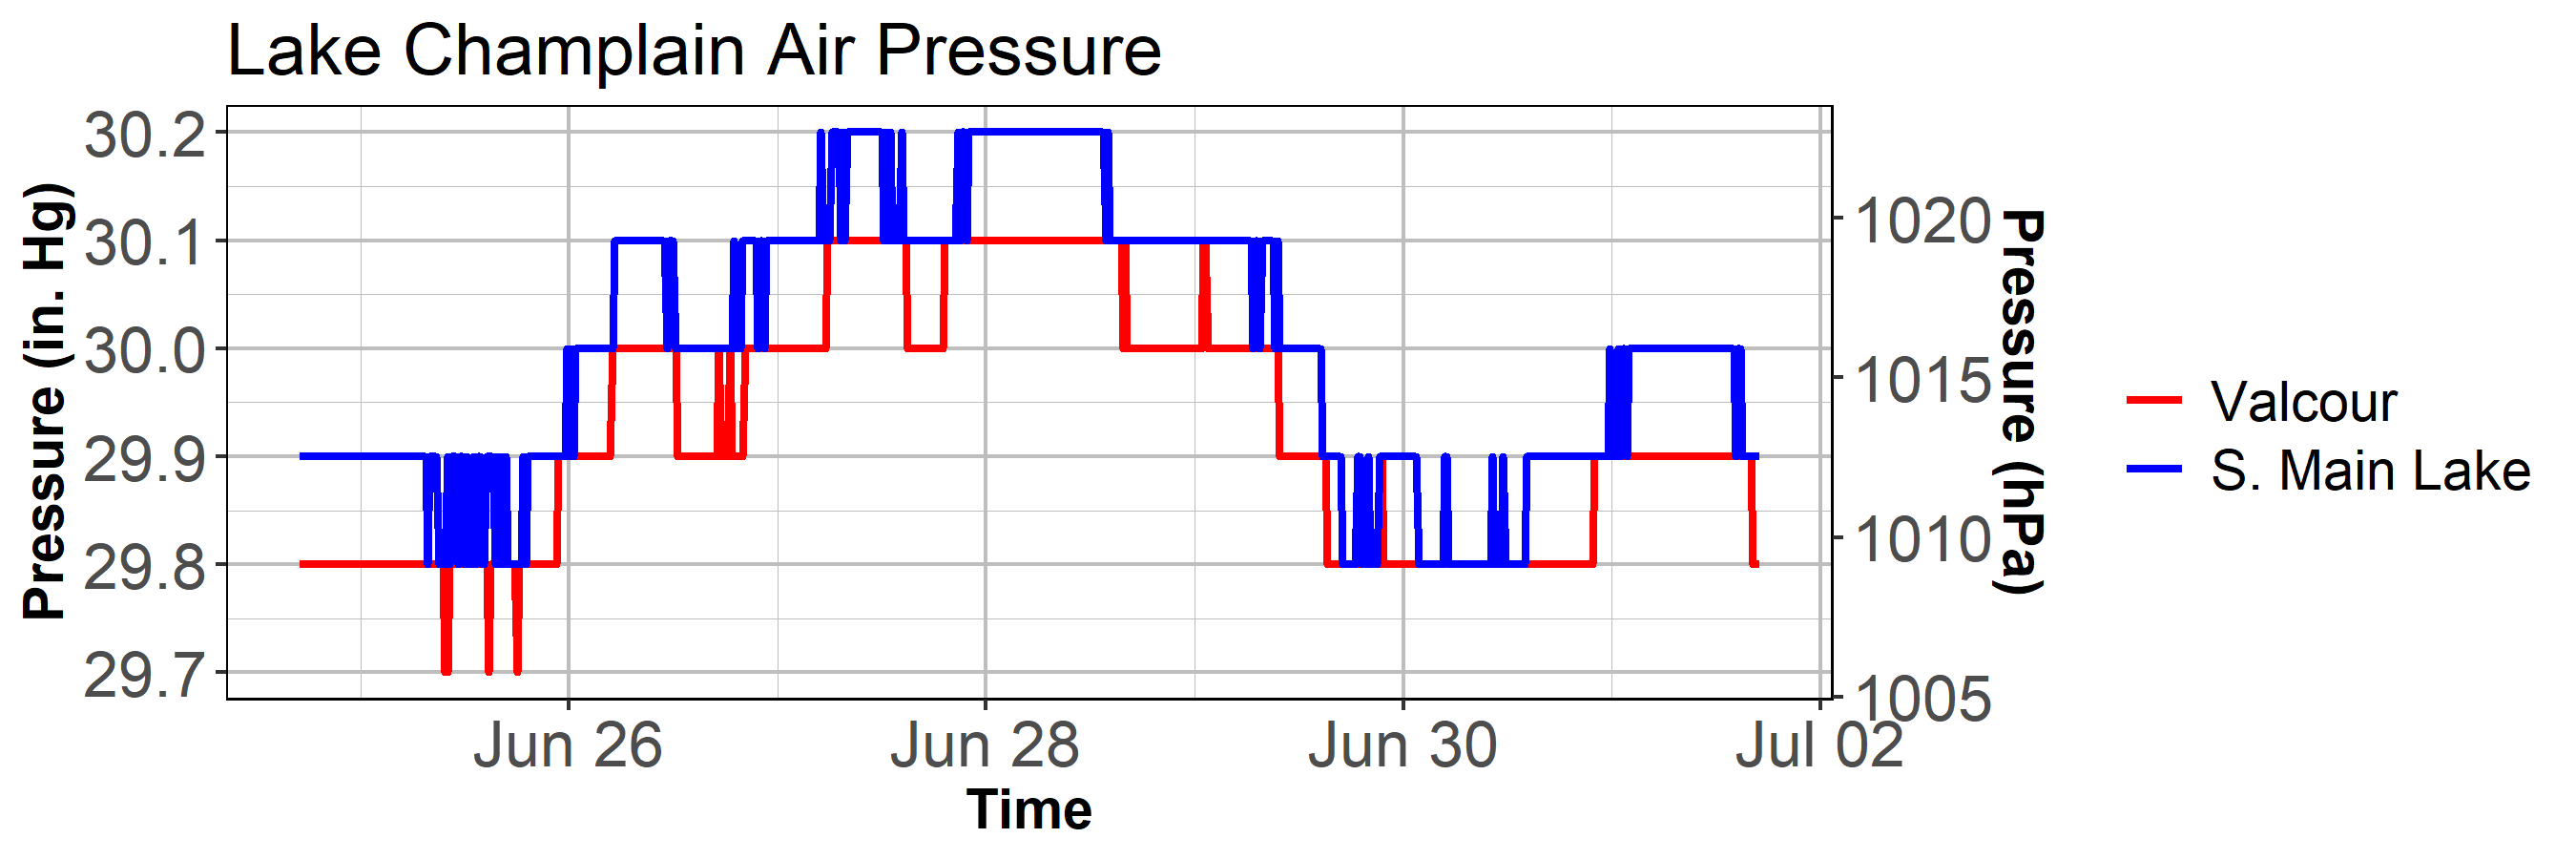 Lake Champlain Air Pressure
30.2
30.1
30.0
29.9
29.8
29.7
Pressure (in. Hg)
1020
1015
1010
1005
Pressure (hPa)
Jun 26
Jun 28
Jun 30
Jul 02
Time
Valcour
S. Main Lake